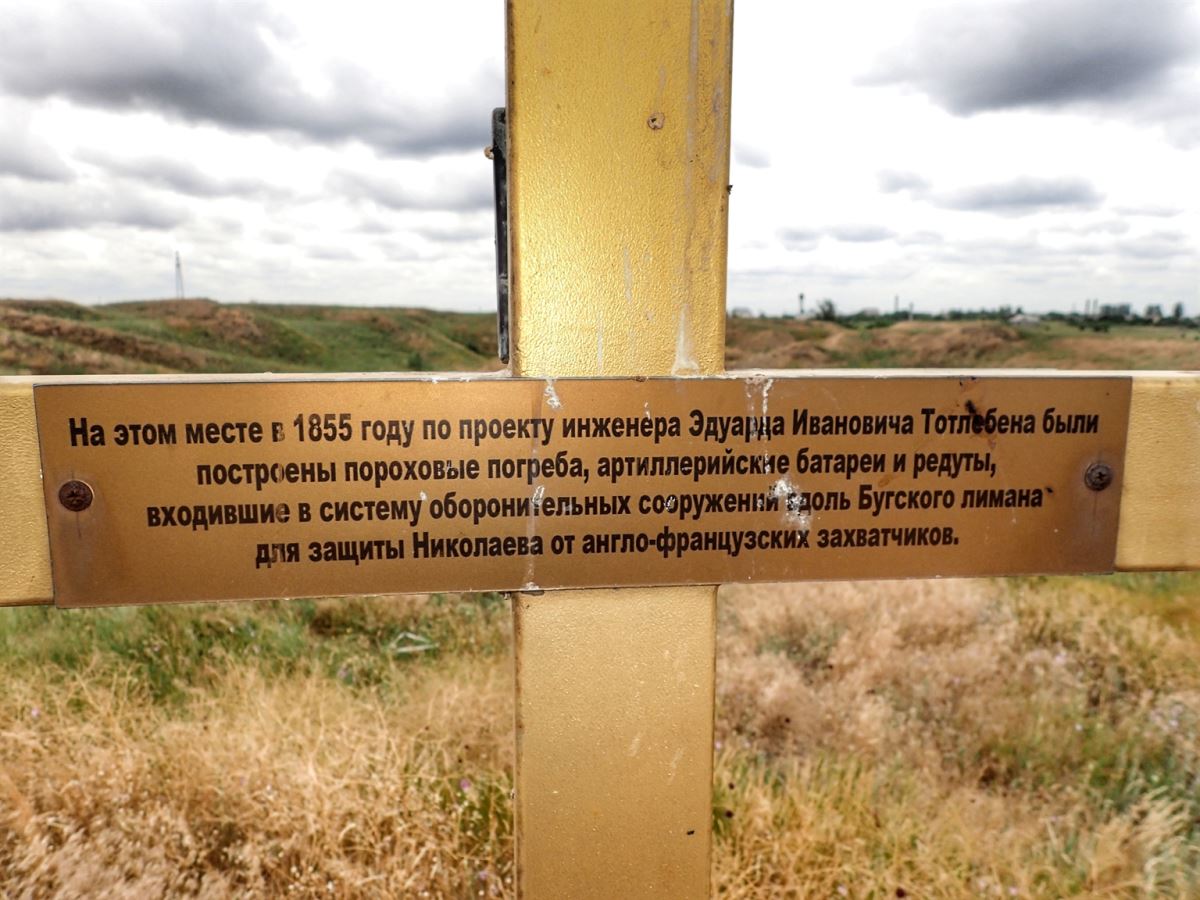 На этом месте в 1855 году по проекту инженера Эдуарда Ивановича Тотлебена были
построены пороховые погреба, артиллерийские батареи и редуты,
входившие в систему оборонительных сооружений вдоль Бугского лимана
для защиты Николаева от англо-французских захватчиков.